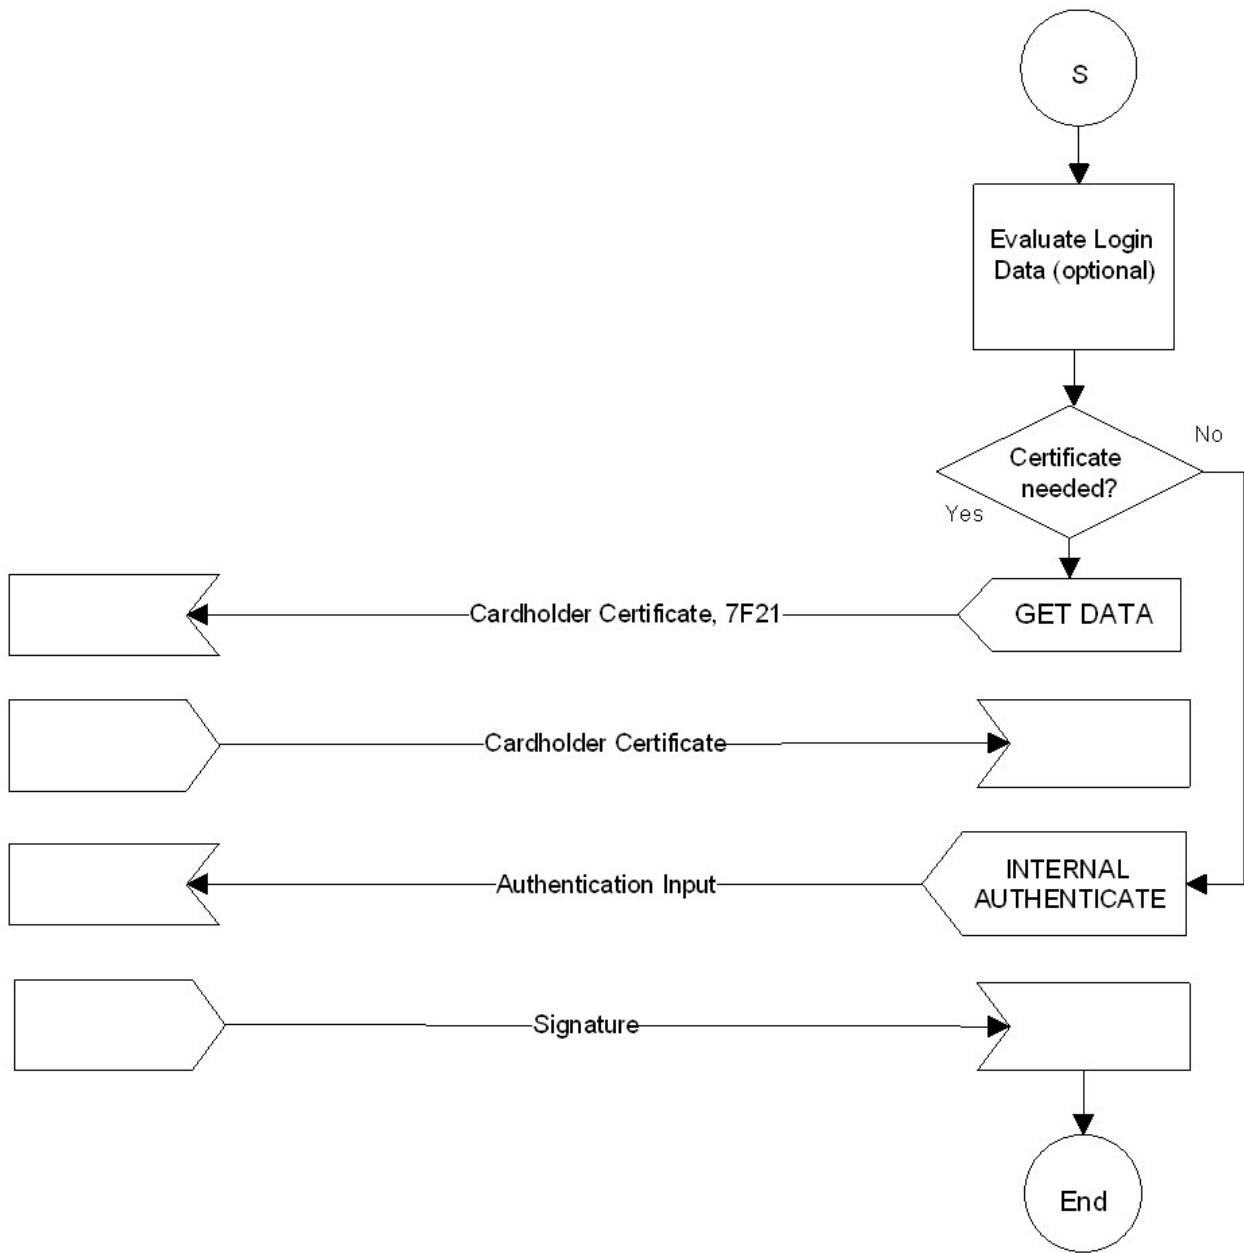 S
Evaluate Login
Data (optional)
No
Certificate
needed?
Yes
Cardholder Certificate, 7F21
GET DATA
Cardholder Certificate
Authentication Input
INTERNAL
AUTHENTICATE
Signature
End